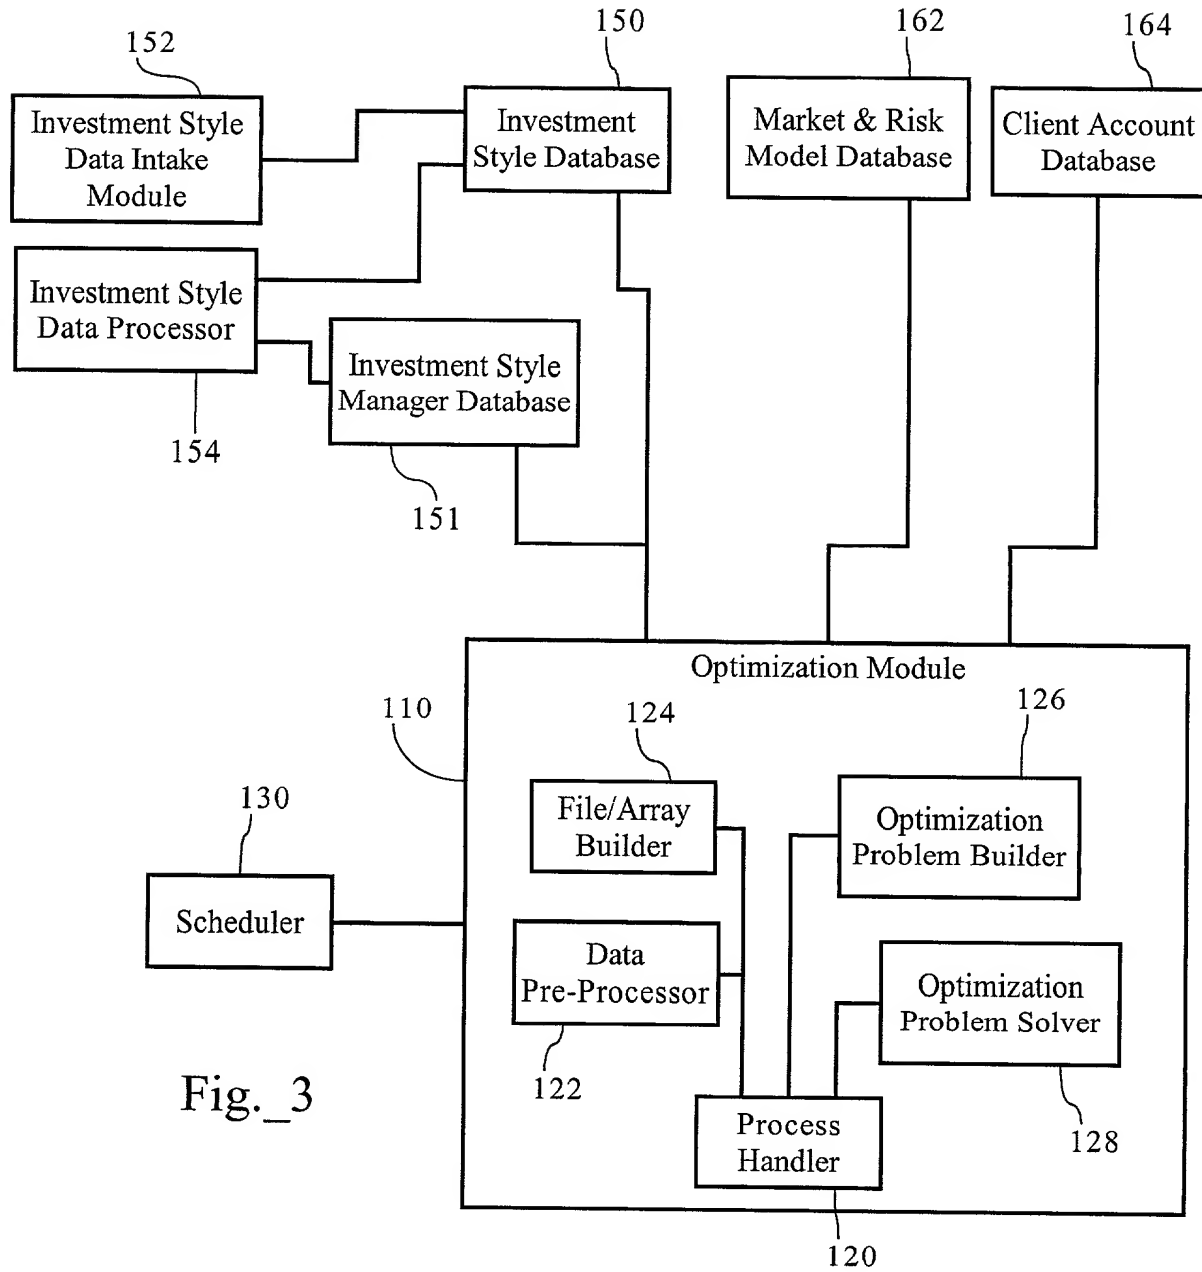 152
150
162
164
Investment Style
Data Intake
Module
Investment
Style Database
Market & Risk
Model Database
Client Account
Database
Investment Style
Data Processor
154
Investment Style
Manager Database
151
Optimization Module
110
124
126
File/Array
Builder
Optimization
Problem Builder
130
Scheduler
Data
Pre-Processor
122
Optimization
Problem Solver
128
Process
Handler
120
Fig._3